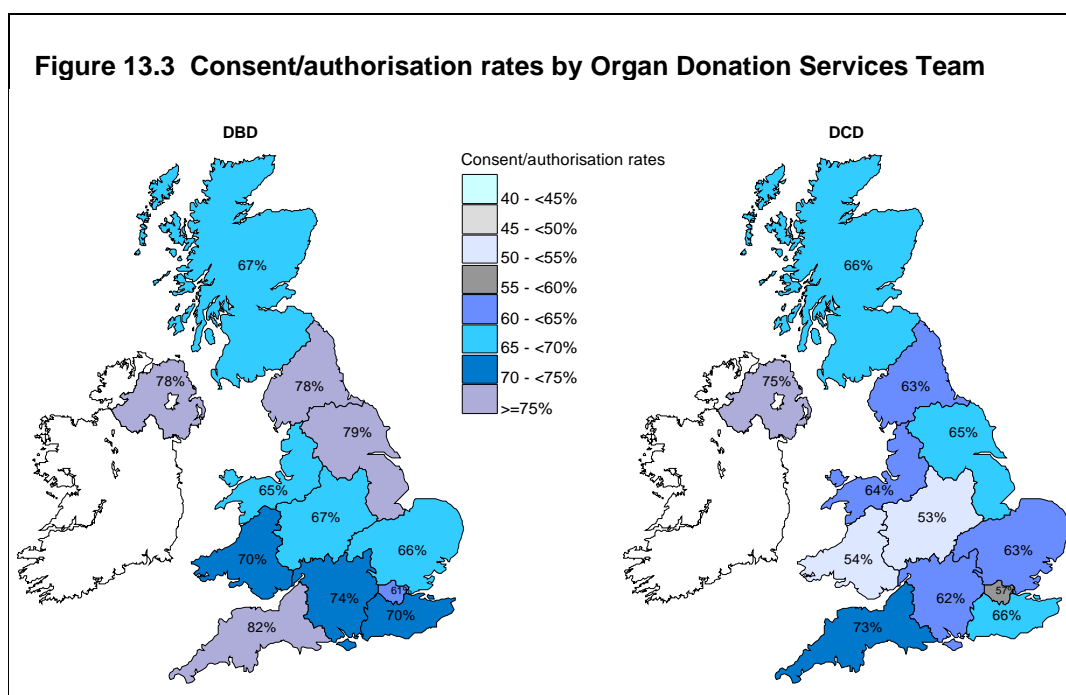 Figure 13.3 Consent/authorisation rates by Organ Donation Services Team
DBD
67%
78%
78%
79%
65%
67%
66%
70%
61%
74%
70%
82%
Consent/authorisation rates
40 - <45%
45 - <50%
50 - <55%
55 - <60%
60 - <65%
65 - <70%
70 - <75%
>=75%
DCD
66%
75%
63%
65%
64%
53%
63%
54%
57%
62%
66%
73%